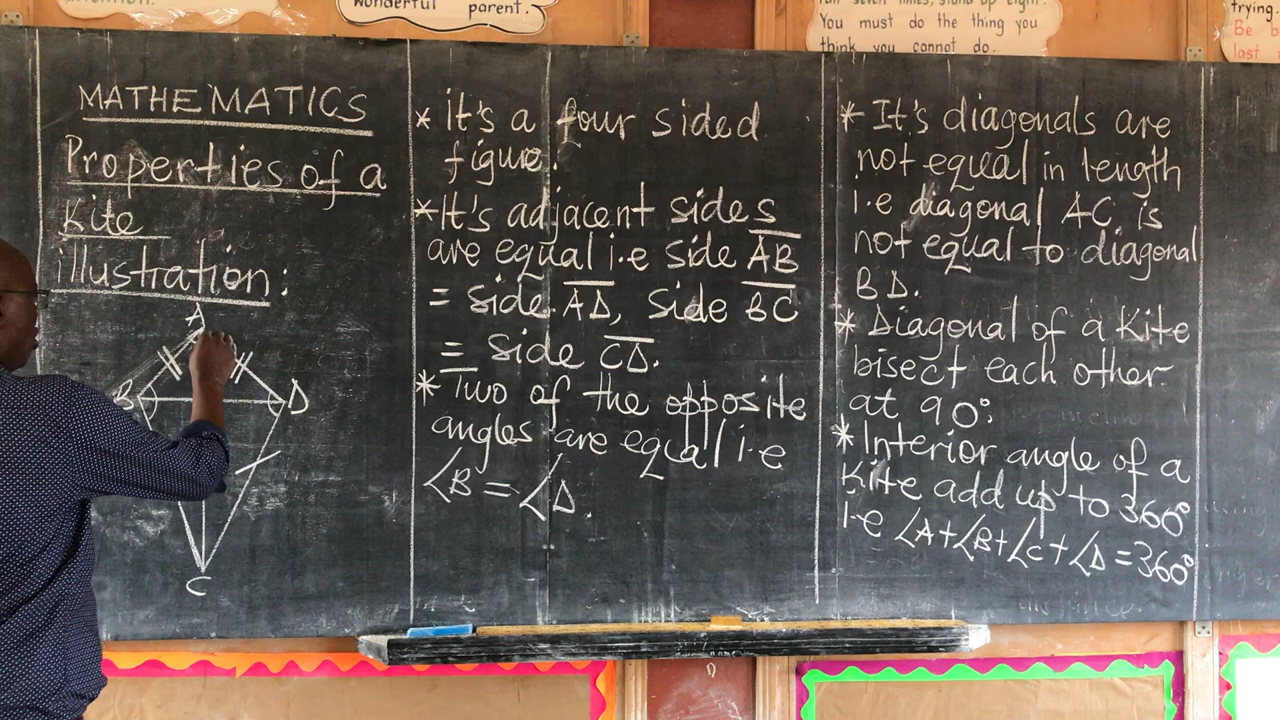 wonderful parent.
You must do the thing you
think you cannot do.
trying.
Be b
last
MATHEMATICS
Properties of a
Kite
illustration:
A
B
D
C
* it's a four sided
figure.
* It's adjacent sides
are equal i.e side AB
= side AD, side BC
= side CD.
* Two of the opposite
angles are equal i.e
∠B = ∠D.
* It's diagonals are
not equal in length
i.e diagonal AC is
not equal to diagonal
BD.
* Diagonal of a Kite
bisect each other
at 90°
* Interior angle of a
Kite add up to 360°
i.e ∠A+∠B+∠C+∠D=360°